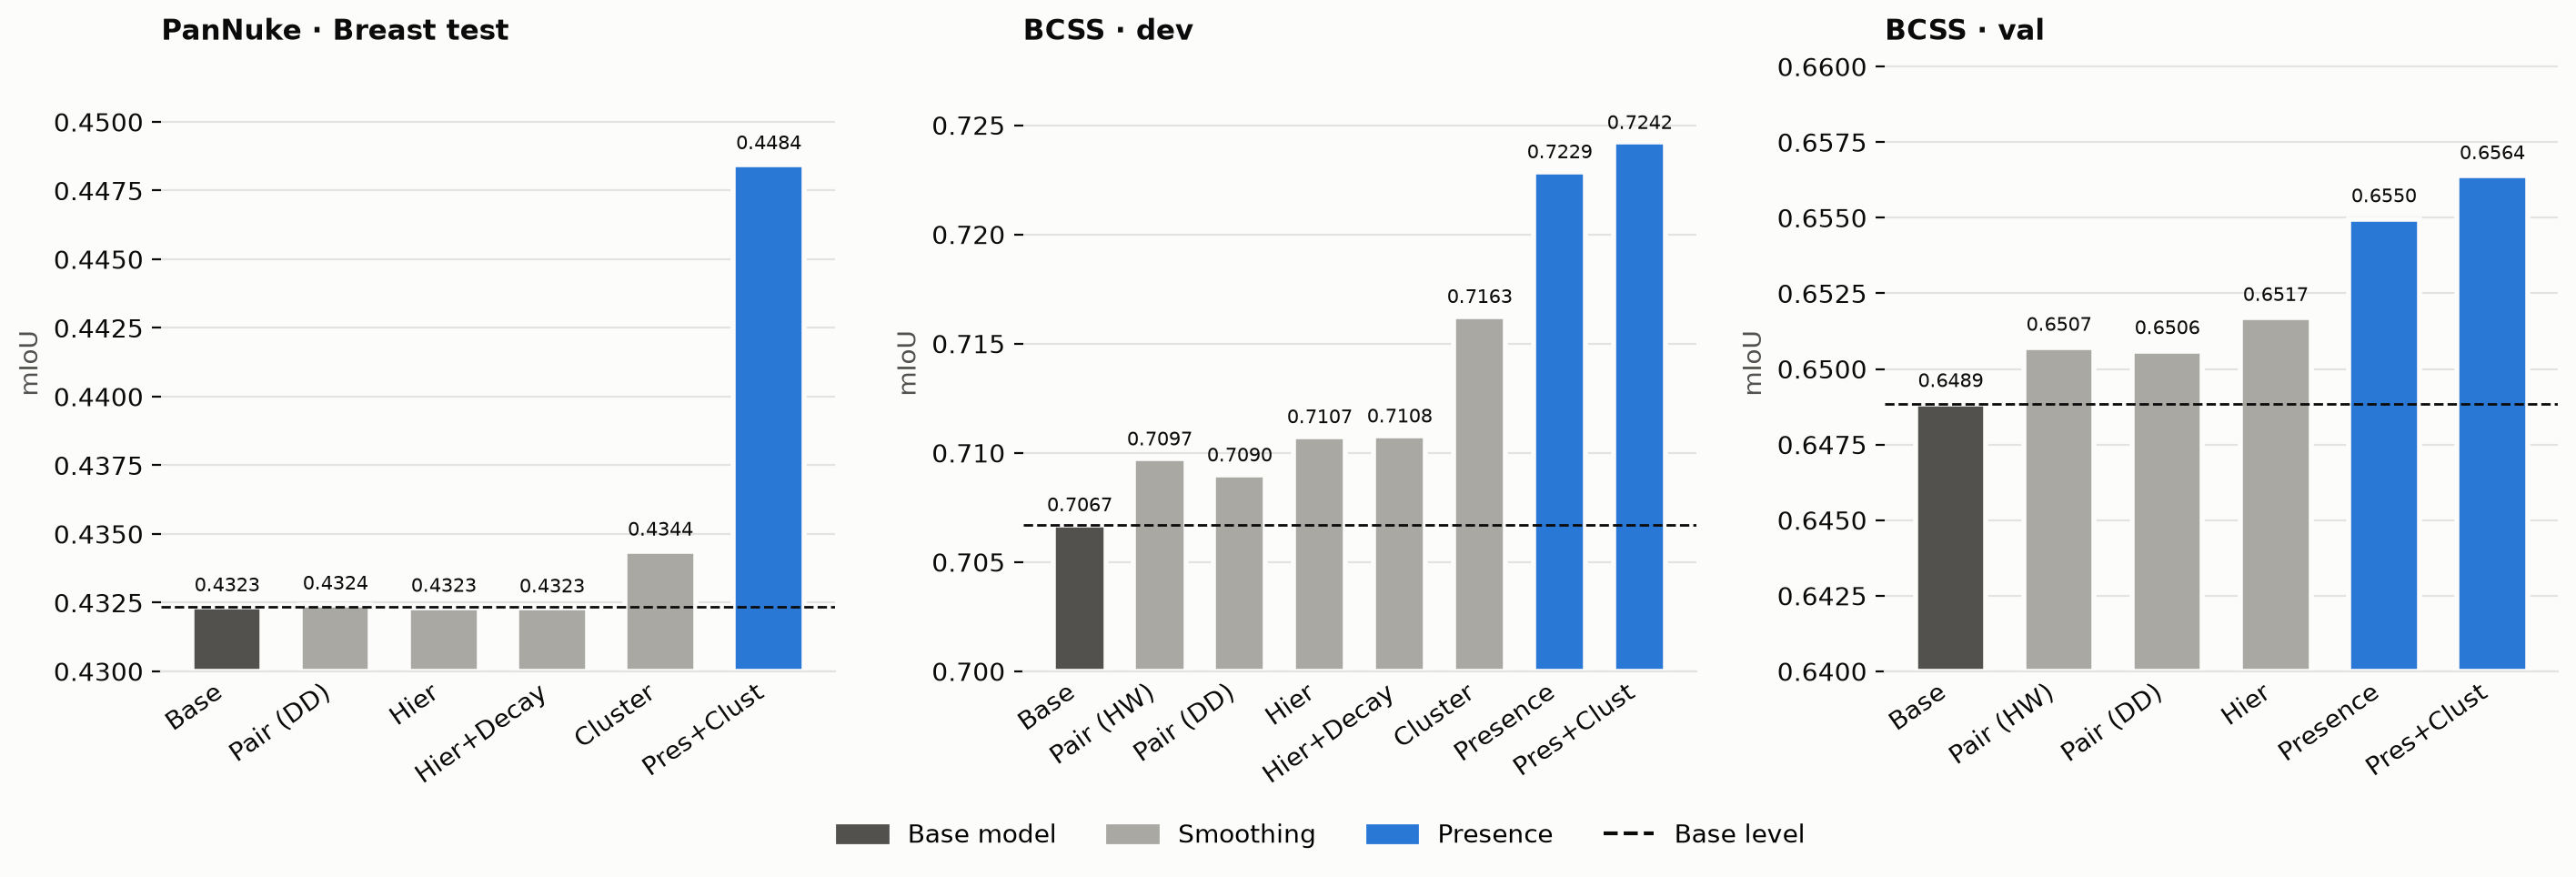 PanNuke · Breast test
mIoU
0.4500
0.4475
0.4450
0.4425
0.4400
0.4375
0.4350
0.4325
0.4300
0.4323
0.4324
0.4323
0.4323
0.4344
0.4484
Base
Pair (DD)
Hier
Hier+Decay
Cluster
Pres+Clust
BCSS · dev
mIoU
0.725
0.720
0.715
0.710
0.705
0.700
0.7067
0.7097
0.7090
0.7107
0.7108
0.7163
0.7229
0.7242
Base
Pair (HW)
Pair (DD)
Hier
Hier+Decay
Cluster
Presence
Pres+Clust
BCSS · val
mIoU
0.6600
0.6575
0.6550
0.6525
0.6500
0.6475
0.6450
0.6425
0.6400
0.6489
0.6507
0.6506
0.6517
0.6550
0.6564
Base
Pair (HW)
Pair (DD)
Hier
Presence
Pres+Clust
Base model
Smoothing
Presence
Base level